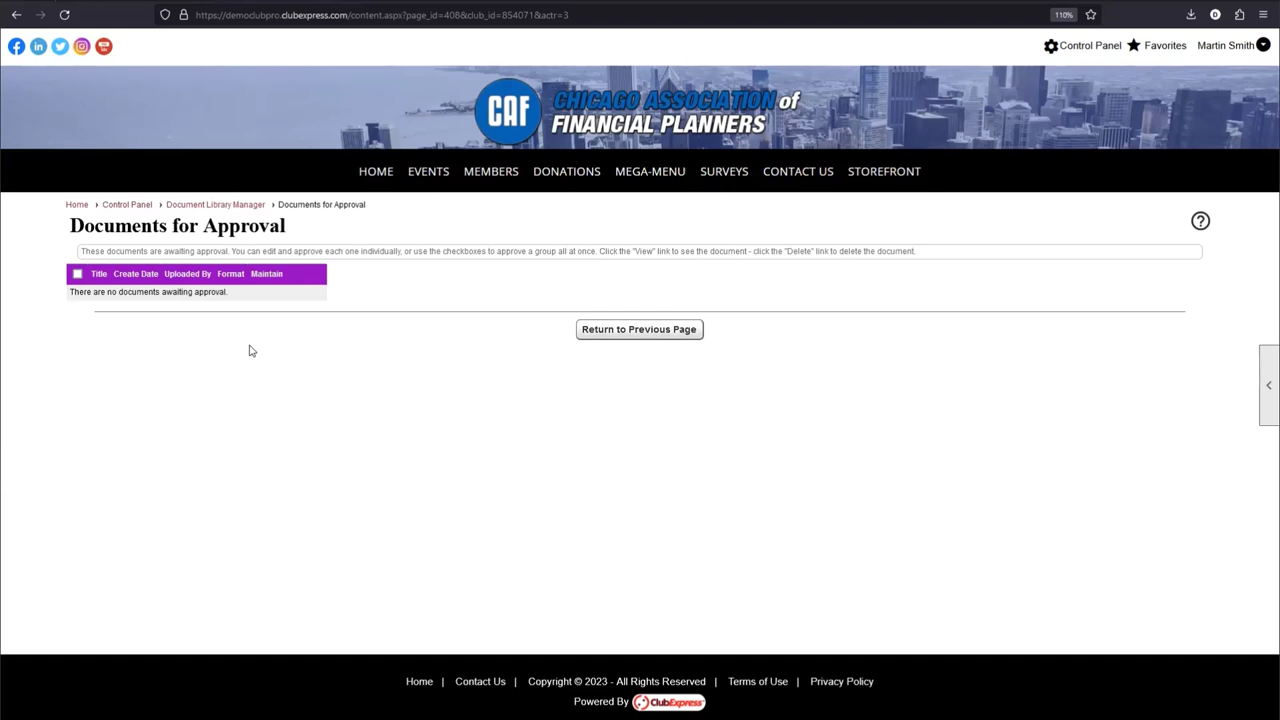 https://democlubpro.clubexpress.com/content.aspx?page_id=408&club_id=854071&actr=3
110%
Control Panel
Favorites
Martin Smith
CAF
CHICAGO ASSOCIATION of
FINANCIAL PLANNERS
HOME EVENTS MEMBERS DONATIONS MEGA-MENU SURVEYS CONTACT US STOREFRONT
Home › Control Panel › Document Library Manager › Documents for Approval
Documents for Approval
These documents are awaiting approval. You can edit and approve each one individually, or use the checkboxes to approve a group all at once. Click the "View" link to see the document - click the "Delete" link to delete the document.
Title Create Date Uploaded By Format Maintain
There are no documents awaiting approval.
Return to Previous Page
Home | Contact Us | Copyright © 2023 - All Rights Reserved | Terms of Use | Privacy Policy
Powered By ClubExpress